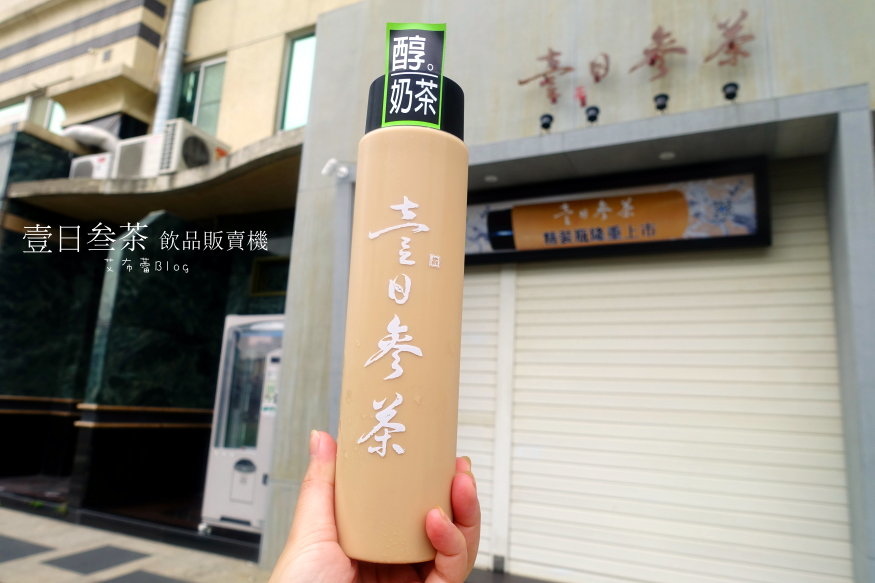 醇。
奶茶
壹日叁茶
壹日叁茶
壹日叁茶
精裝瓶隆重上市
壹日叁茶 飲品販賣機
艾布蕾Blog